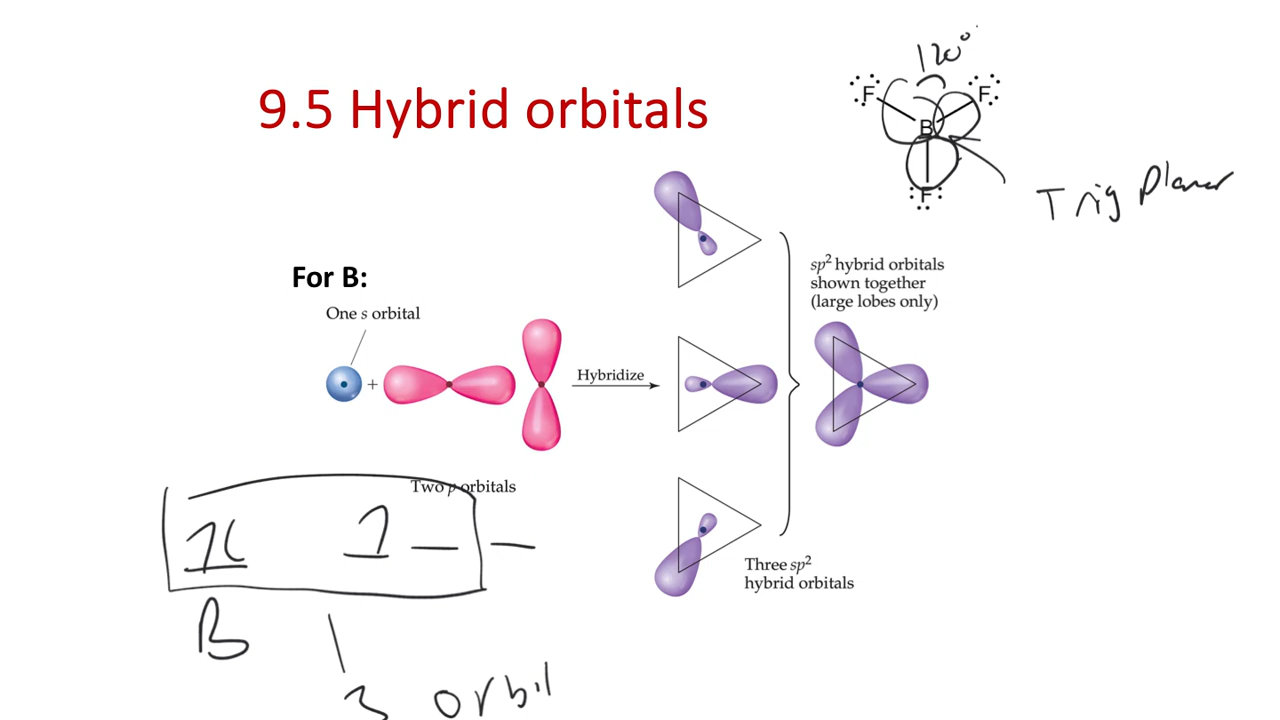 9.5 Hybrid orbitals
120°
F F
B
F
Trig Planar
For B:
One s orbital
+
Hybridize
sp² hybrid orbitals
shown together
(large lobes only)
Two p orbitals
Three sp²
hybrid orbitals
B
3 orbil